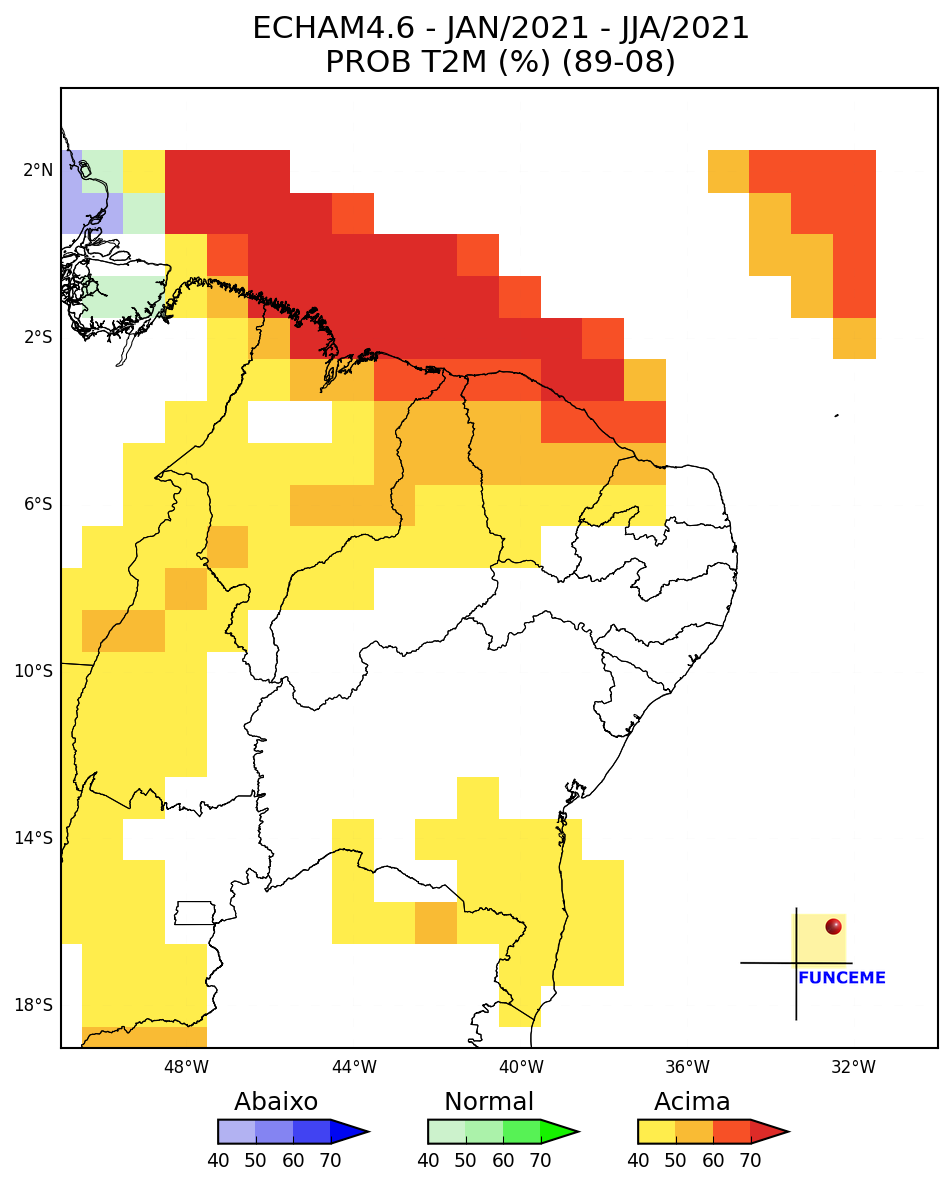 ECHAM4.6 - JAN/2021 - JJA/2021
PROB T2M (%) (89-08)
2°N
2°S
6°S
10°S
14°S
18°S
FUNCEME
48°W 44°W 40°W 36°W 32°W
Abaixo Normal Acima
40 50 60 70 40 50 60 70 40 50 60 70